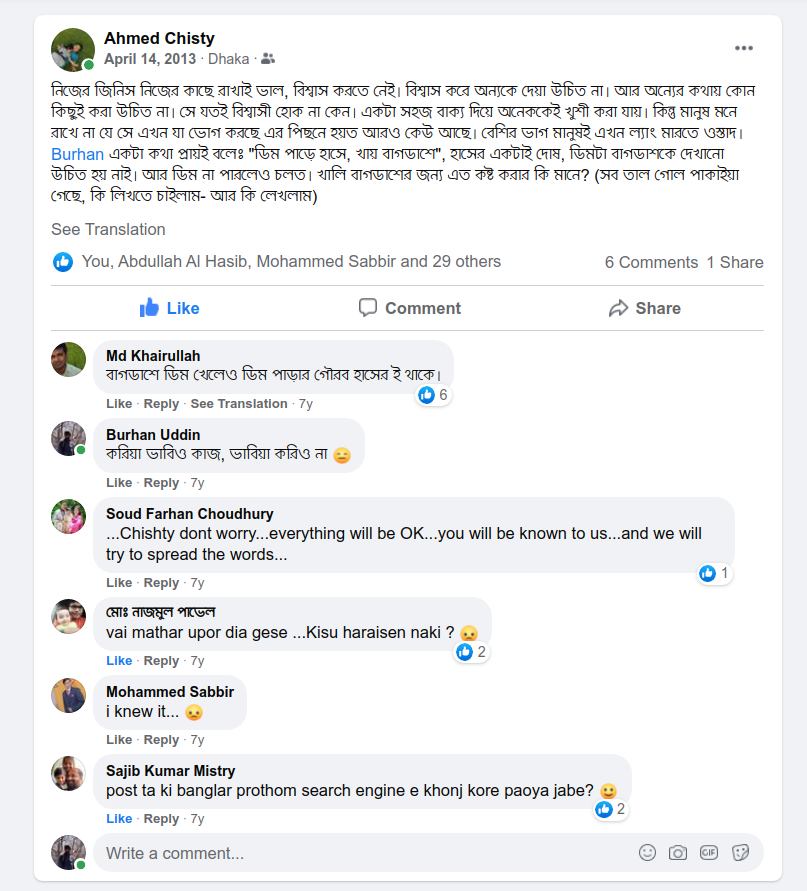 Ahmed Chisty
April 14, 2013 · Dhaka ·
নিজের জিনিস নিজের কাছে রাখাই ভাল, বিশ্বাস করতে নেই। বিশ্বাস করে অন্যকে দেয়া উচিত না। আর অন্যের কথায় কোন
কিছুই করা উচিত না। সে যতই বিশ্বাসী হোক না কেন। একটা সহজ বাক্য দিয়ে অনেককেই খুশী করা যায়। কিন্তু মানুষ মনে
রাখে না যে সে এখন যা ভোগ করছে এর পিছনে হয়ত আরও কেউ আছে। বেশির ভাগ মানুষই এখন ল্যাং মারতে ওস্তাদ।
Burhan একটা কথা প্রায়ই বলেঃ "ডিম পাড়ে হাসে, খায় বাগডাশে", হাসের একটাই দোষ, ডিমটা বাগডাশকে দেখানো
উচিত হয় নাই। আর ডিম না পারলেও চলত। খালি বাগডাশের জন্য এত কষ্ট করার কি মানে? (সব তাল গোল পাকাইয়া
গেছে, কি লিখতে চাইলাম- আর কি লেখলাম)
See Translation
You, Abdullah Al Hasib, Mohammed Sabbir and 29 others 6 Comments 1 Share
Like Comment Share
Md Khairullah
বাগডাশে ডিম খেলেও ডিম পাড়ার গৌরব হাসের ই থাকে।
6
Like · Reply · See Translation · 7y
Burhan Uddin
করিয়া ভাবিও কাজ, ভাবিয়া করিও না 😑
Like · Reply · 7y
Soud Farhan Choudhury
...Chishty dont worry...everything will be OK...you will be known to us...and we will
try to spread the words...
1
Like · Reply · 7y
মোঃ নাজমুল পাভেল
vai mathar upor dia gese ...Kisu haraisen naki ? 😞
2
Like · Reply · 7y
Mohammed Sabbir
i knew it... 😞
Like · Reply · 7y
Sajib Kumar Mistry
post ta ki banglar prothom search engine e khonj kore paoya jabe? 🙂
2
Like · Reply · 7y
Write a comment...
GIF